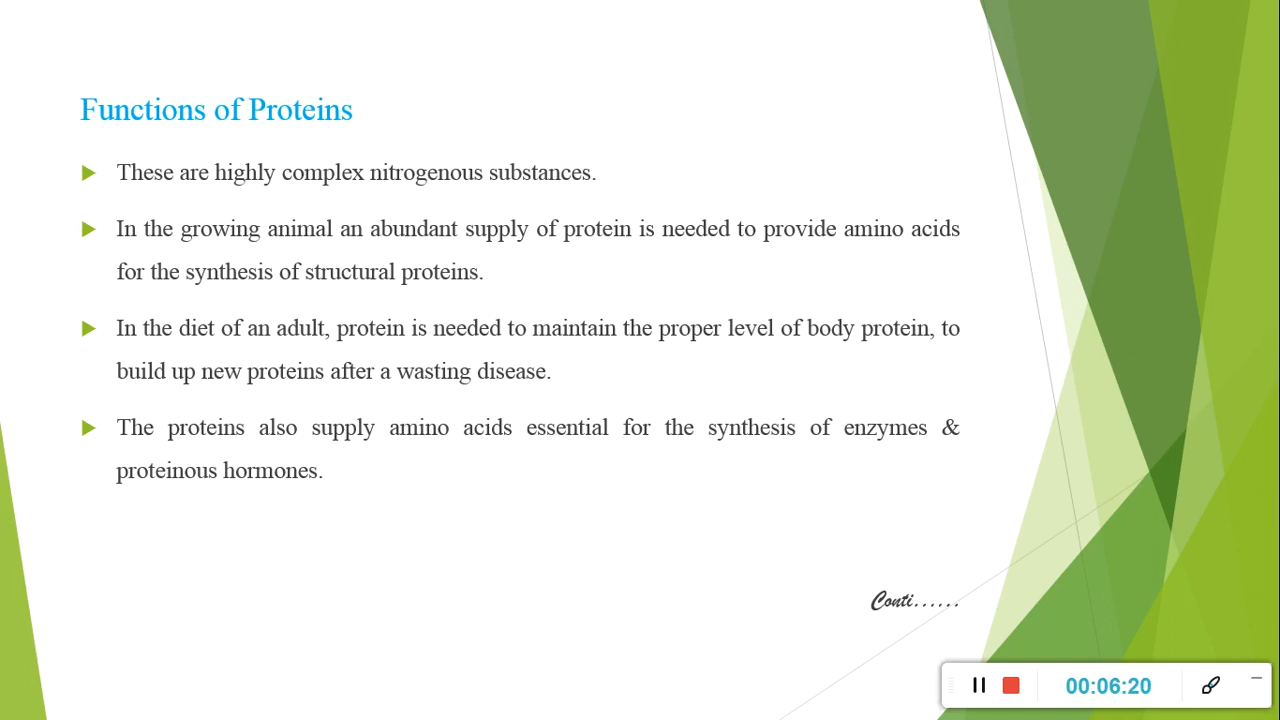 Functions of Proteins
These are highly complex nitrogenous substances.
In the growing animal an abundant supply of protein is needed to provide amino acids
for the synthesis of structural proteins.
In the diet of an adult, protein is needed to maintain the proper level of body protein, to
build up new proteins after a wasting disease.
The proteins also supply amino acids essential for the synthesis of enzymes &
proteinous hormones.
Conti......
00:06:20